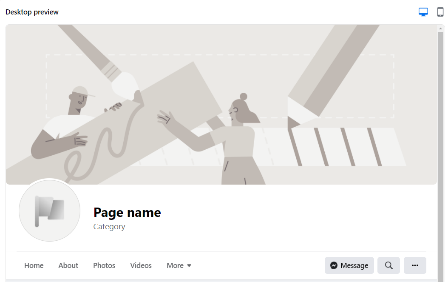 Desktop preview
Page name
Category
Home About Photos Videos More Message